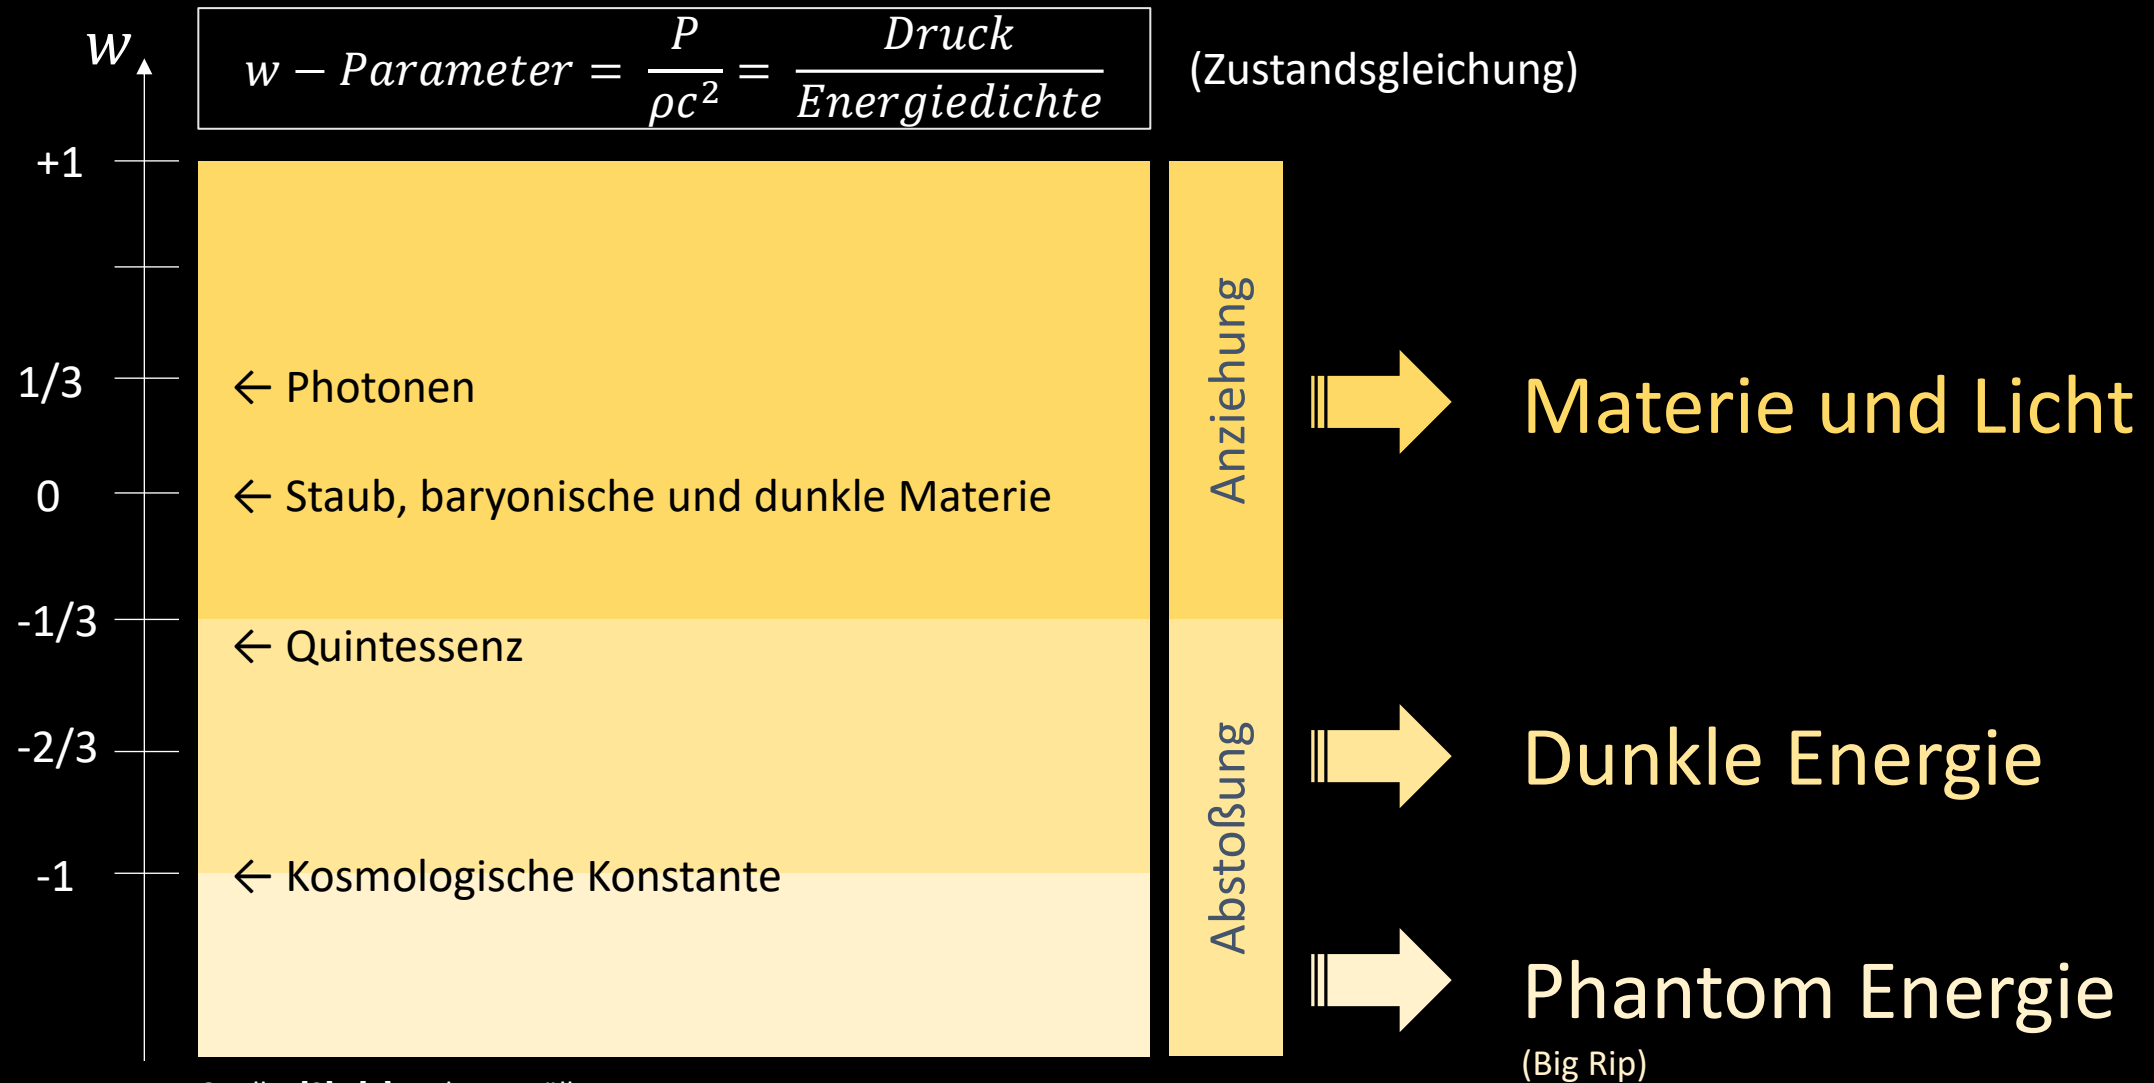 w
w − Parameter = P / ρc² = Druck / Energiedichte
(Zustandsgleichung)
+1
1/3
← Photonen
Anziehung
Materie und Licht
0
← Staub, baryonische und dunkle Materie
-1/3
← Quintessenz
-2/3
Abstoßung
Dunkle Energie
-1
← Kosmologische Konstante
Phantom Energie
(Big Rip)